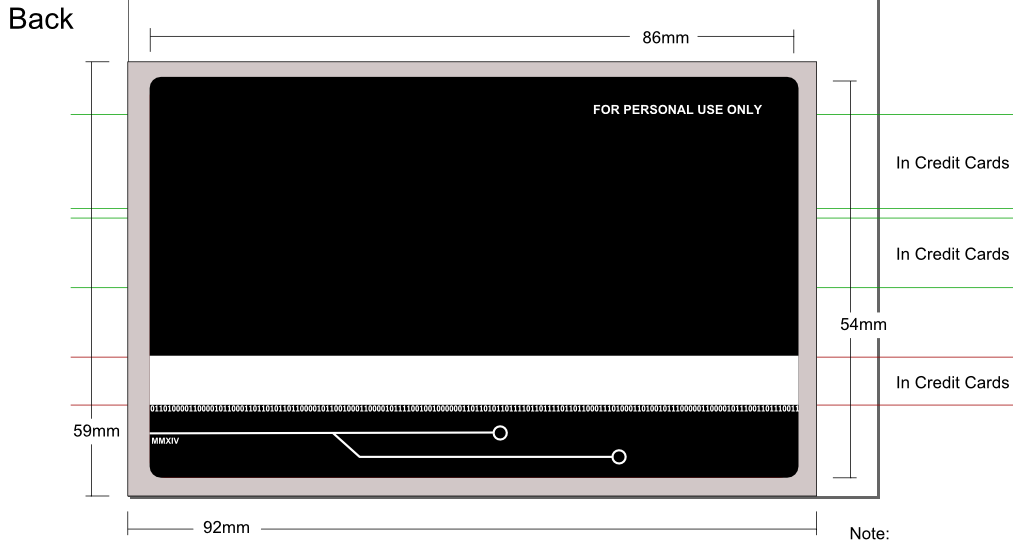 Back
86mm
FOR PERSONAL USE ONLY
In Credit Cards
In Credit Cards
54mm
In Credit Cards
59mm
MMXIV
92mm
Note: